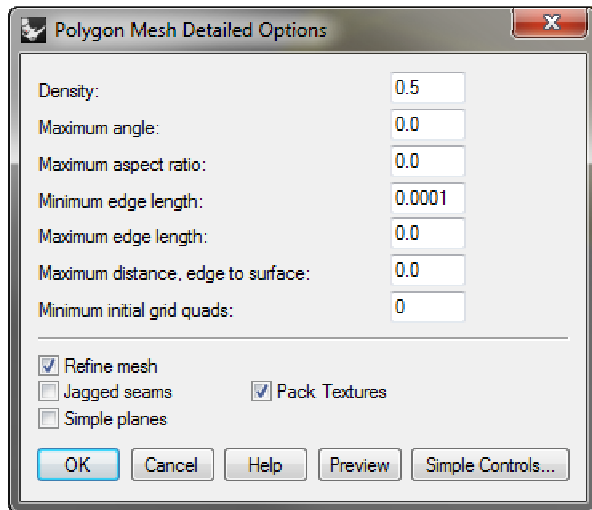 Polygon Mesh Detailed Options
Density: 0.5
Maximum angle: 0.0
Maximum aspect ratio: 0.0
Minimum edge length: 0.0001
Maximum edge length: 0.0
Maximum distance, edge to surface: 0.0
Minimum initial grid quads: 0
Refine mesh
Jagged seams Pack Textures
Simple planes
OK Cancel Help Preview Simple Controls...